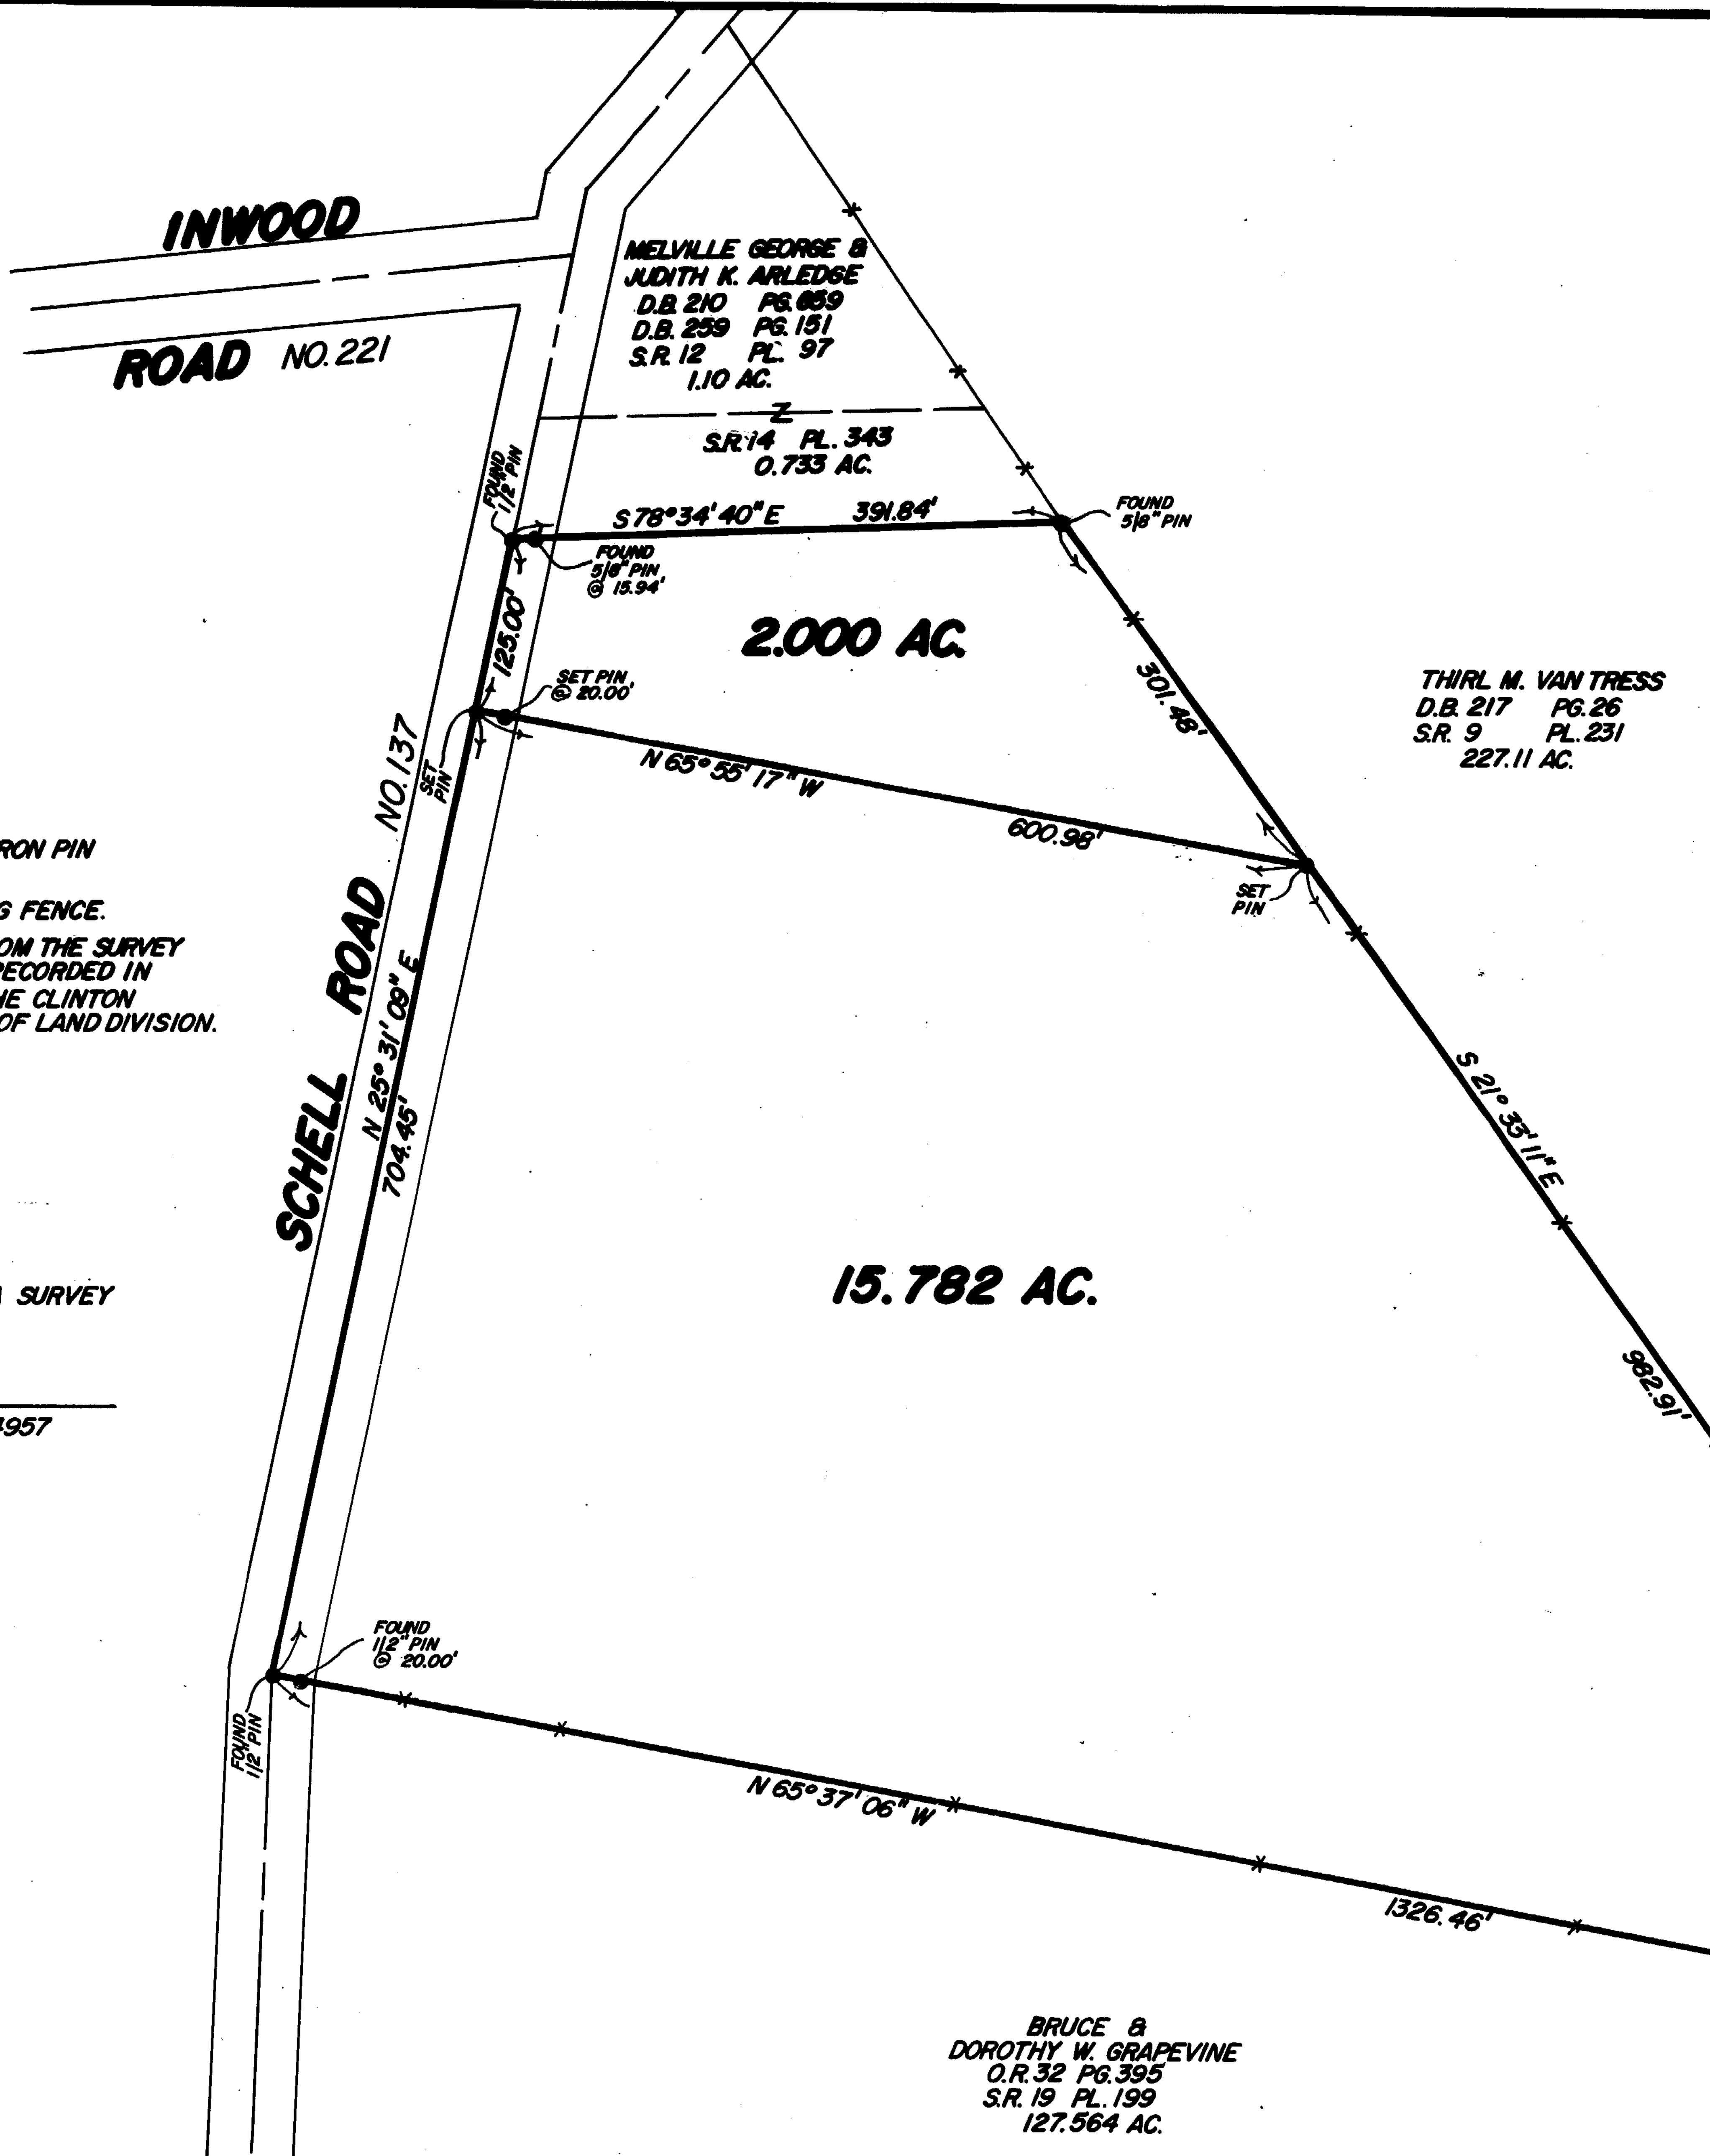 INWOOD
ROAD NO. 221
MELVILLE GEORGE &
JUDITH K. ARLEDGE
D.B. 210 PG. 659
D.B. 259 PG. 151
S.R. 12 PL. 97
1.10 AC.
Z
S.R. 14 PL. 343
0.733 AC.
FOUND
1/2" PIN
S 78° 34' 40" E 391.84'
FOUND
5/8" PIN
FOUND
5/8" PIN
@ 15.94'
125.00'
2.000 AC.
301.48'
SET PIN
@ 20.00'
SET
PIN
N 65° 55' 17" W
600.98'
SET
PIN
THIRL M. VAN TRESS
D.B. 217 PG. 26
S.R. 9 PL. 231
227.11 AC.
SCHELL ROAD NO. 137
RON PIN
G FENCE.
OM THE SURVEY
RECORDED IN
HE CLINTON
OF LAND DIVISION.
N 25° 31' 09" E
704.45'
S 21° 33' 11" E
982.91'
15.782 AC.
SURVEY
4957
FOUND
1/2" PIN
@ 20.00'
FOUND
1/2" PIN
N 65° 37' 06" W
1326.46'
BRUCE &
DOROTHY W. GRAPEVINE
O.R. 32 PG. 395
S.R. 19 PL. 199
127.564 AC.